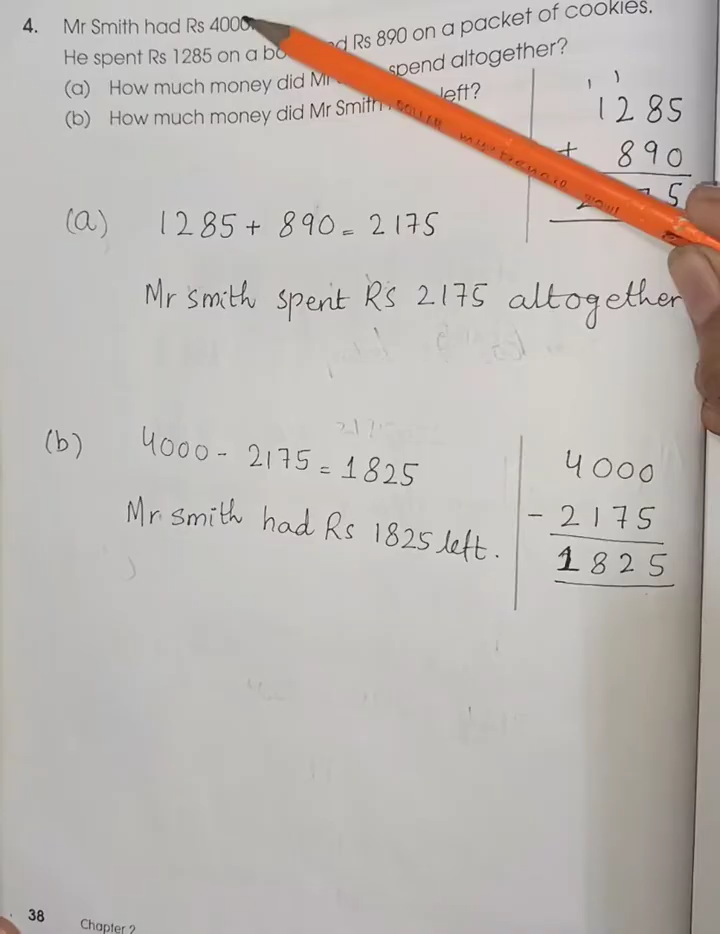 4. Mr Smith had Rs 4000
He spent Rs 1285 on a Rs 890 on a packet of cookies.
(a) How much money did spend altogether?
(b) How much money did Mr Smith left?
1 1
1285
+ 890
(a) 1285 + 890 = 2175
Mr smith spent Rs 2175 altogether
(b) 4000 - 2175 = 1825
Mr smith had Rs 1825 left.
4000
- 2175
1825
38 Chapter 2